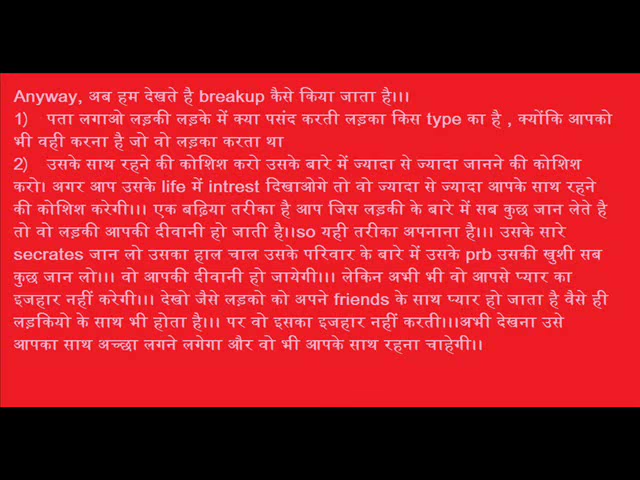 Anyway, अब हम देखते है breakup कैसे किया जाता है।।।
1) पता लगाओ लड़की लड़के में क्या पसंद करती लड़का किस type का है , क्योंकि आपको
भी वही करना है जो वो लड़का करता था
2) उसके साथ रहने की कोशिश करो उसके बारे में ज्यादा से ज्यादा जानने की कोशिश
करो। अगर आप उसके life में intrest दिखाओगे तो वो ज्यादा से ज्यादा आपके साथ रहने
की कोशिश करेगी।।। एक बढ़िया तरीका है आप जिस लड़की के बारे में सब कुछ जान लेते है
तो वो लड़की आपकी दीवानी हो जाती है।।so यही तरीका अपनाना है।।। उसके सारे
secrates जान लो उसका हाल चाल उसके परिवार के बारे में उसके prb उसकी खुशी सब
कुछ जान लो।।। वो आपकी दीवानी हो जायेगी।।। लेकिन अभी भी वो आपसे प्यार का
इजहार नहीं करेगी।।। देखो जैसे लड़को को अपने friends के साथ प्यार हो जाता है वैसे ही
लड़कियो के साथ भी होता है।।। पर वो इसका इजहार नहीं करती।।।अभी देखना उसे
आपका साथ अच्छा लगने लगेगा और वो भी आपके साथ रहना चाहेगी।।